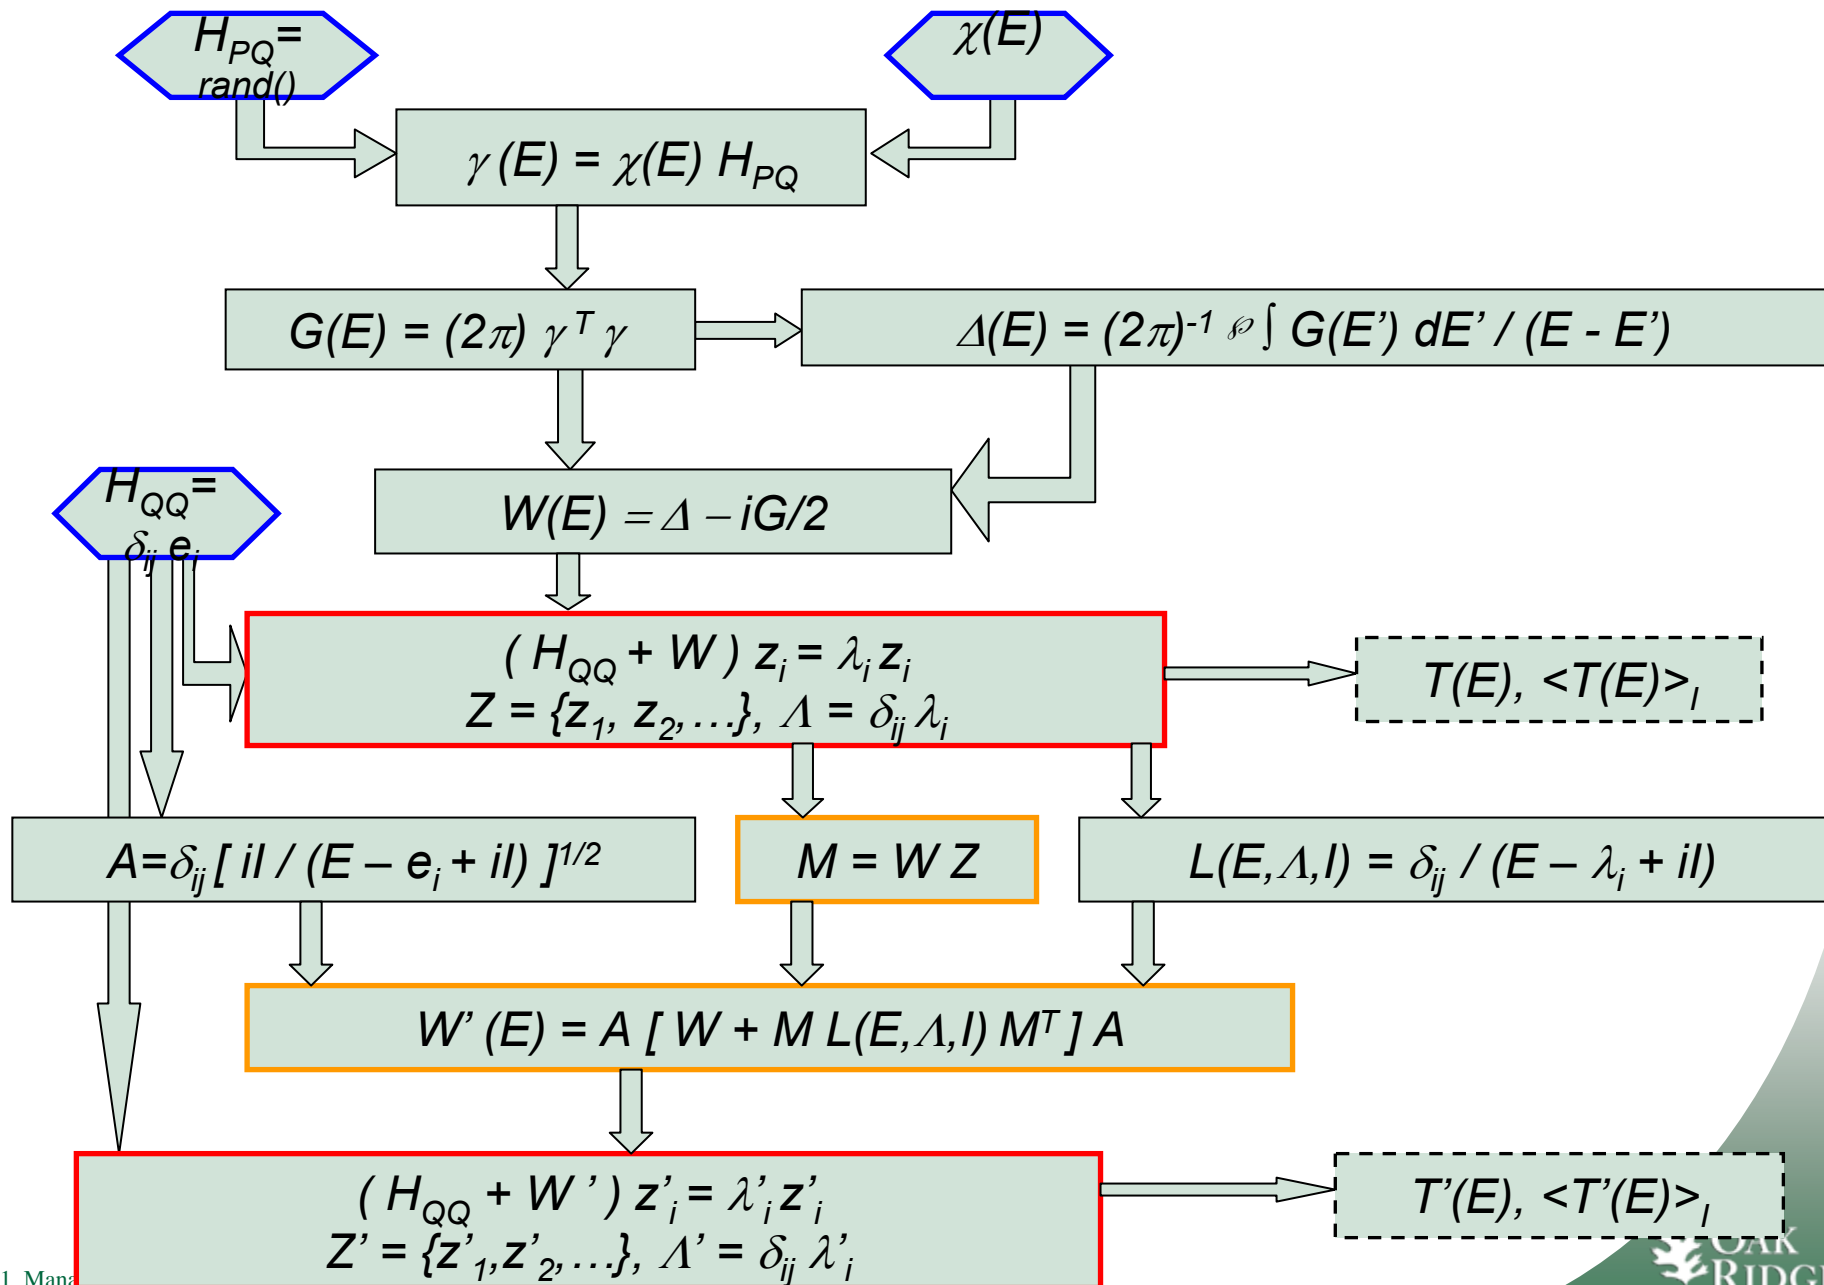 H_PQ =
rand()
χ(E)
γ (E) = χ(E) H_PQ
G(E) = (2π) γ^T γ
Δ(E) = (2π)^-1 ℘ ∫ G(E’) dE’ / (E - E’)
H_QQ =
δ_ij e_i
W(E) = Δ – iG/2
( H_QQ + W ) z_i = λ_i z_i
Z = {z_1, z_2,…}, Λ = δ_ij λ_i
T(E), <T(E)>_I
A=δ_ij [ iI / (E – e_i + iI) ]^1/2
M = W Z
L(E,Λ,I) = δ_ij / (E – λ_i + iI)
W’ (E) = A [ W + M L(E,Λ,I) M^T ] A
( H_QQ + W ’ ) z’_i = λ’_i z’_i
Z’ = {z’_1,z’_2,…}, Λ’ = δ_ij λ’_i
T’(E), <T’(E)>_I
OAK
RIDGE